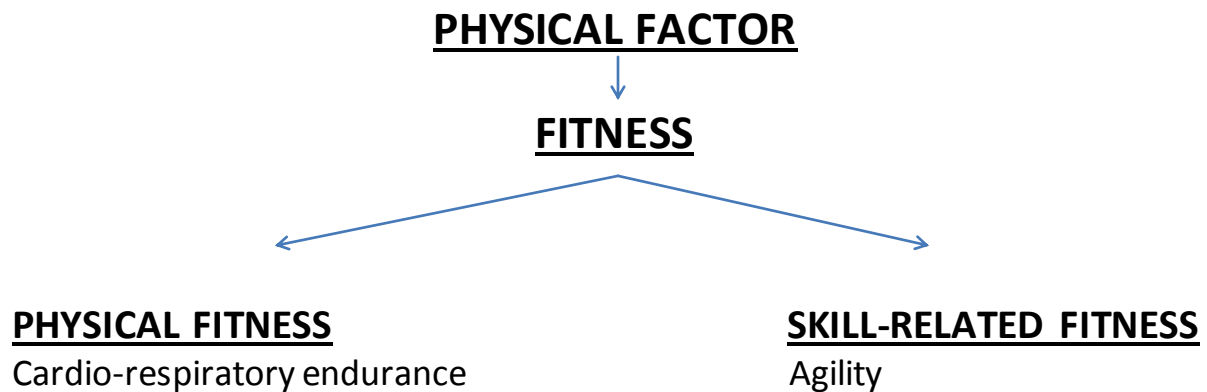 PHYSICAL FACTOR
FITNESS
PHYSICAL FITNESS
Cardio-respiratory endurance
SKILL-RELATED FITNESS
Agility